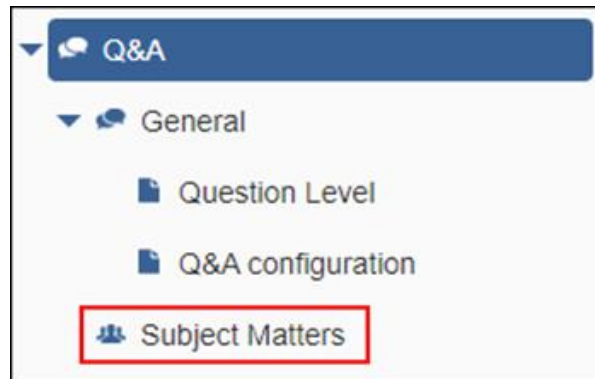 Q&A
General
Question Level
Q&A configuration
Subject Matters